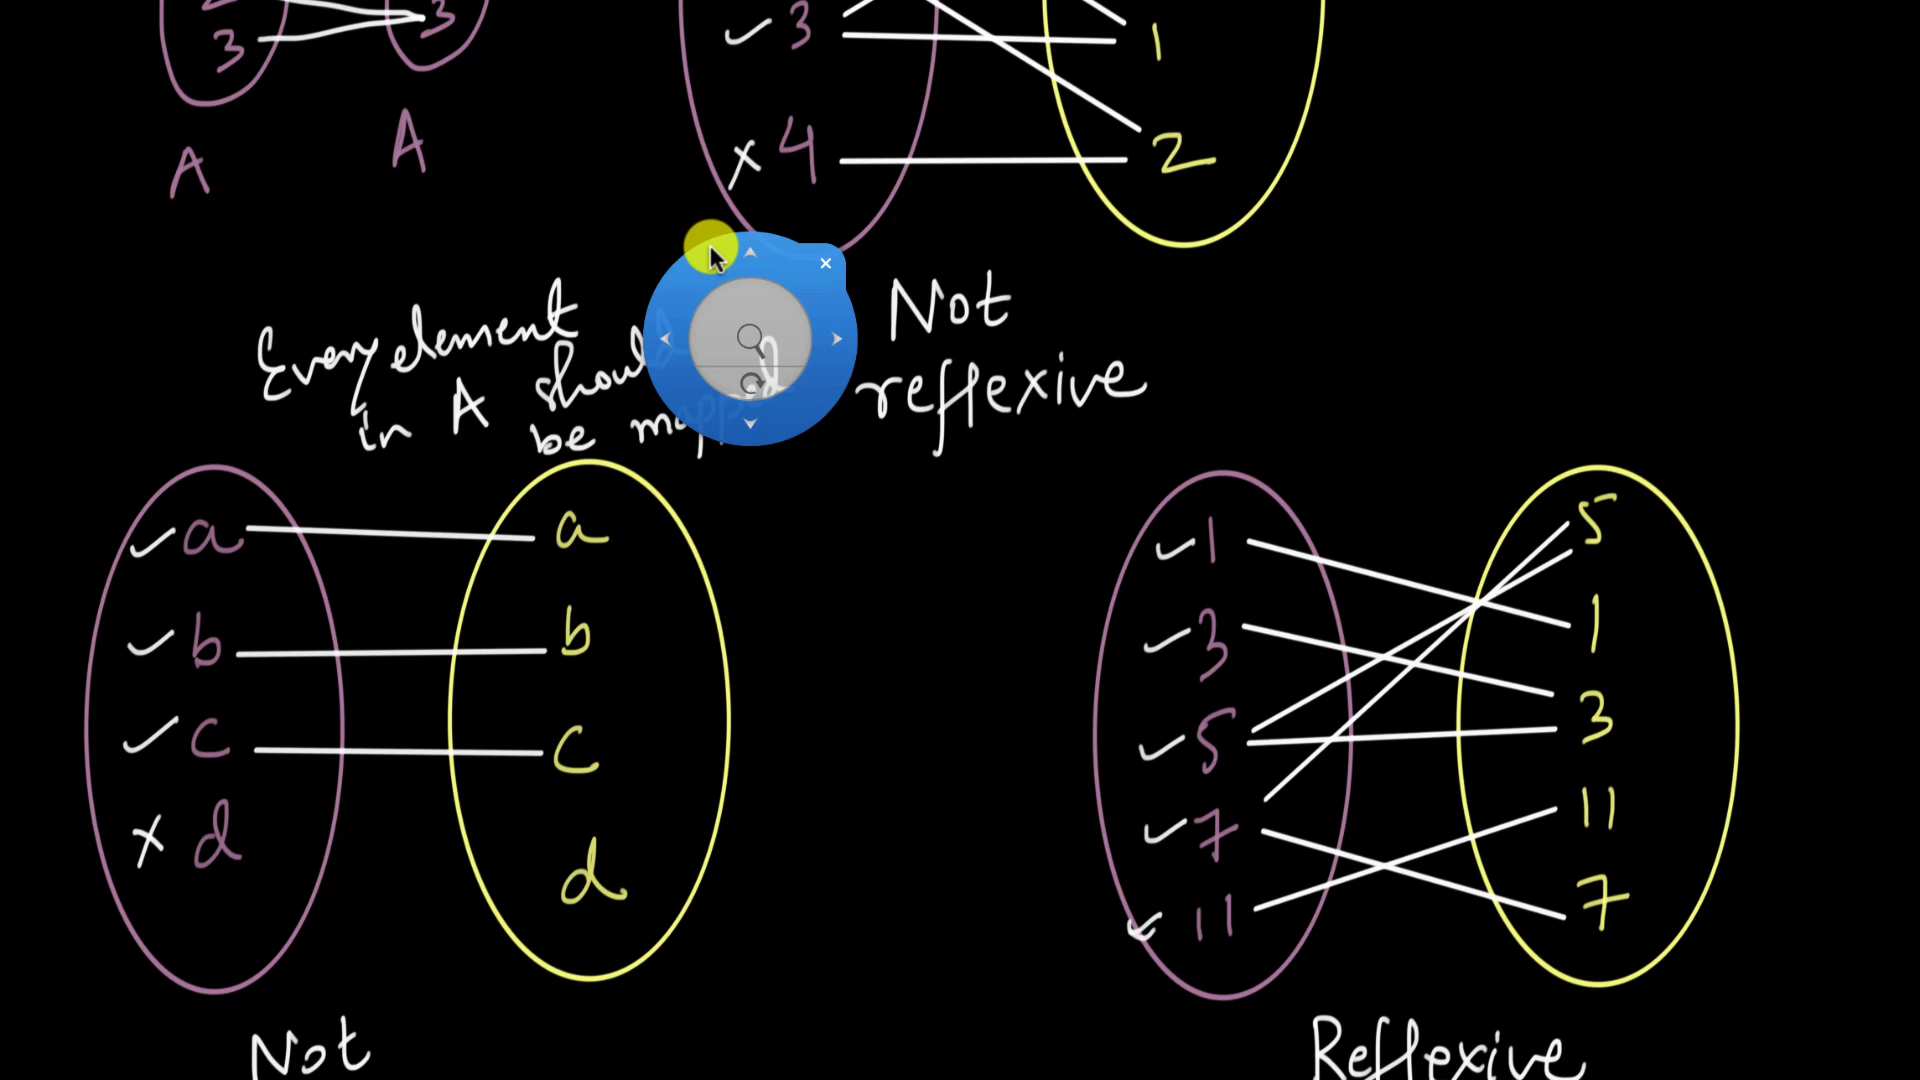 3
3
A
A
✓ 3
1
x 4
2
Every element
in A should
be mapped
Not
reflexive
✓ a
a
✓ b
b
✓ c
c
x d
d
✓ 1
5
✓ 3
1
✓ 5
3
✓ 7
11
✓ 11
7
Not
Reflexive